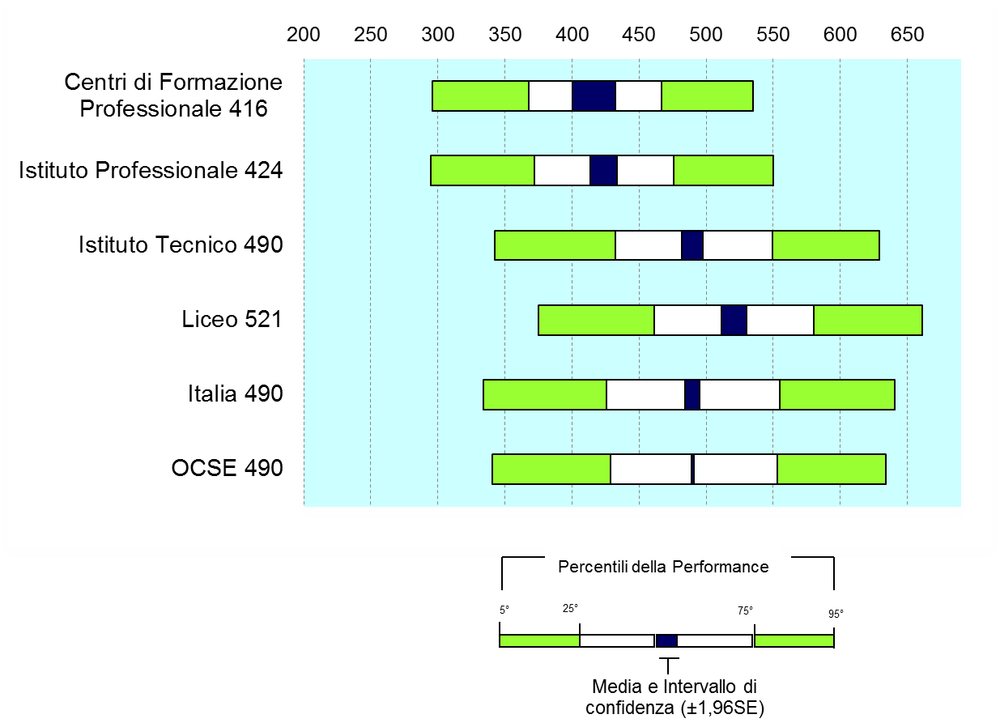 200 250 300 350 400 450 500 550 600 650
Centri di Formazione
Professionale 416
Istituto Professionale 424
Istituto Tecnico 490
Liceo 521
Italia 490
OCSE 490
Percentili della Performance
5° 25° 75° 95°
Media e Intervallo di
confidenza (±1,96SE)